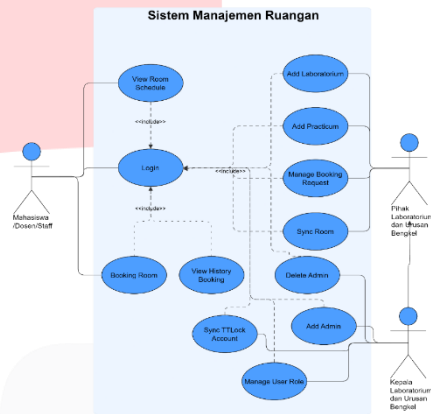 Sistem Manajemen Ruangan
View Room
Schedule
Add Laboratorium
<<include>>
Add Practicum
Login
<<include>>
Manage Booking
Request
Mahasiswa
/Dosen/Staff
<<include>>
Pihak
Laboratorium
dan Urusan
Bengkel
Sync Room
Booking Room
View History
Booking
Delete Admin
Sync TTLock
Account
Add Admin
Manage User Role
Kepala
Laboratorium
dan Urusan
Bengkel